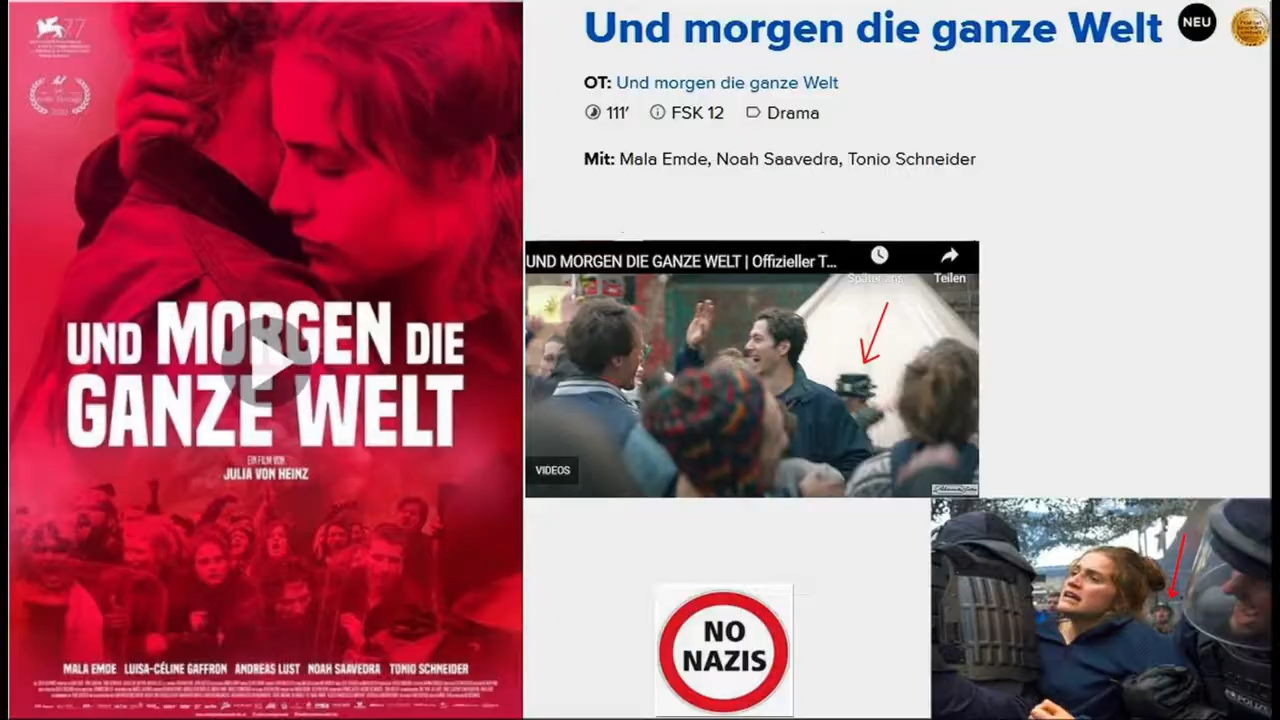 77
UND MORGEN DIE
GANZE WELT
EIN FILM VON
JULIA VON HEINZ
MALA EMDE LUISA-CÉLINE GAFFRON ANDREAS LUST NOAH SAAVEDRA TONIO SCHNEIDER
Und morgen die ganze Welt NEU
OT: Und morgen die ganze Welt
111′ FSK 12 Drama
Mit: Mala Emde, Noah Saavedra, Tonio Schneider
UND MORGEN DIE GANZE WELT | Offizieller T...
Teilen
VIDEOS
NO
NAZIS